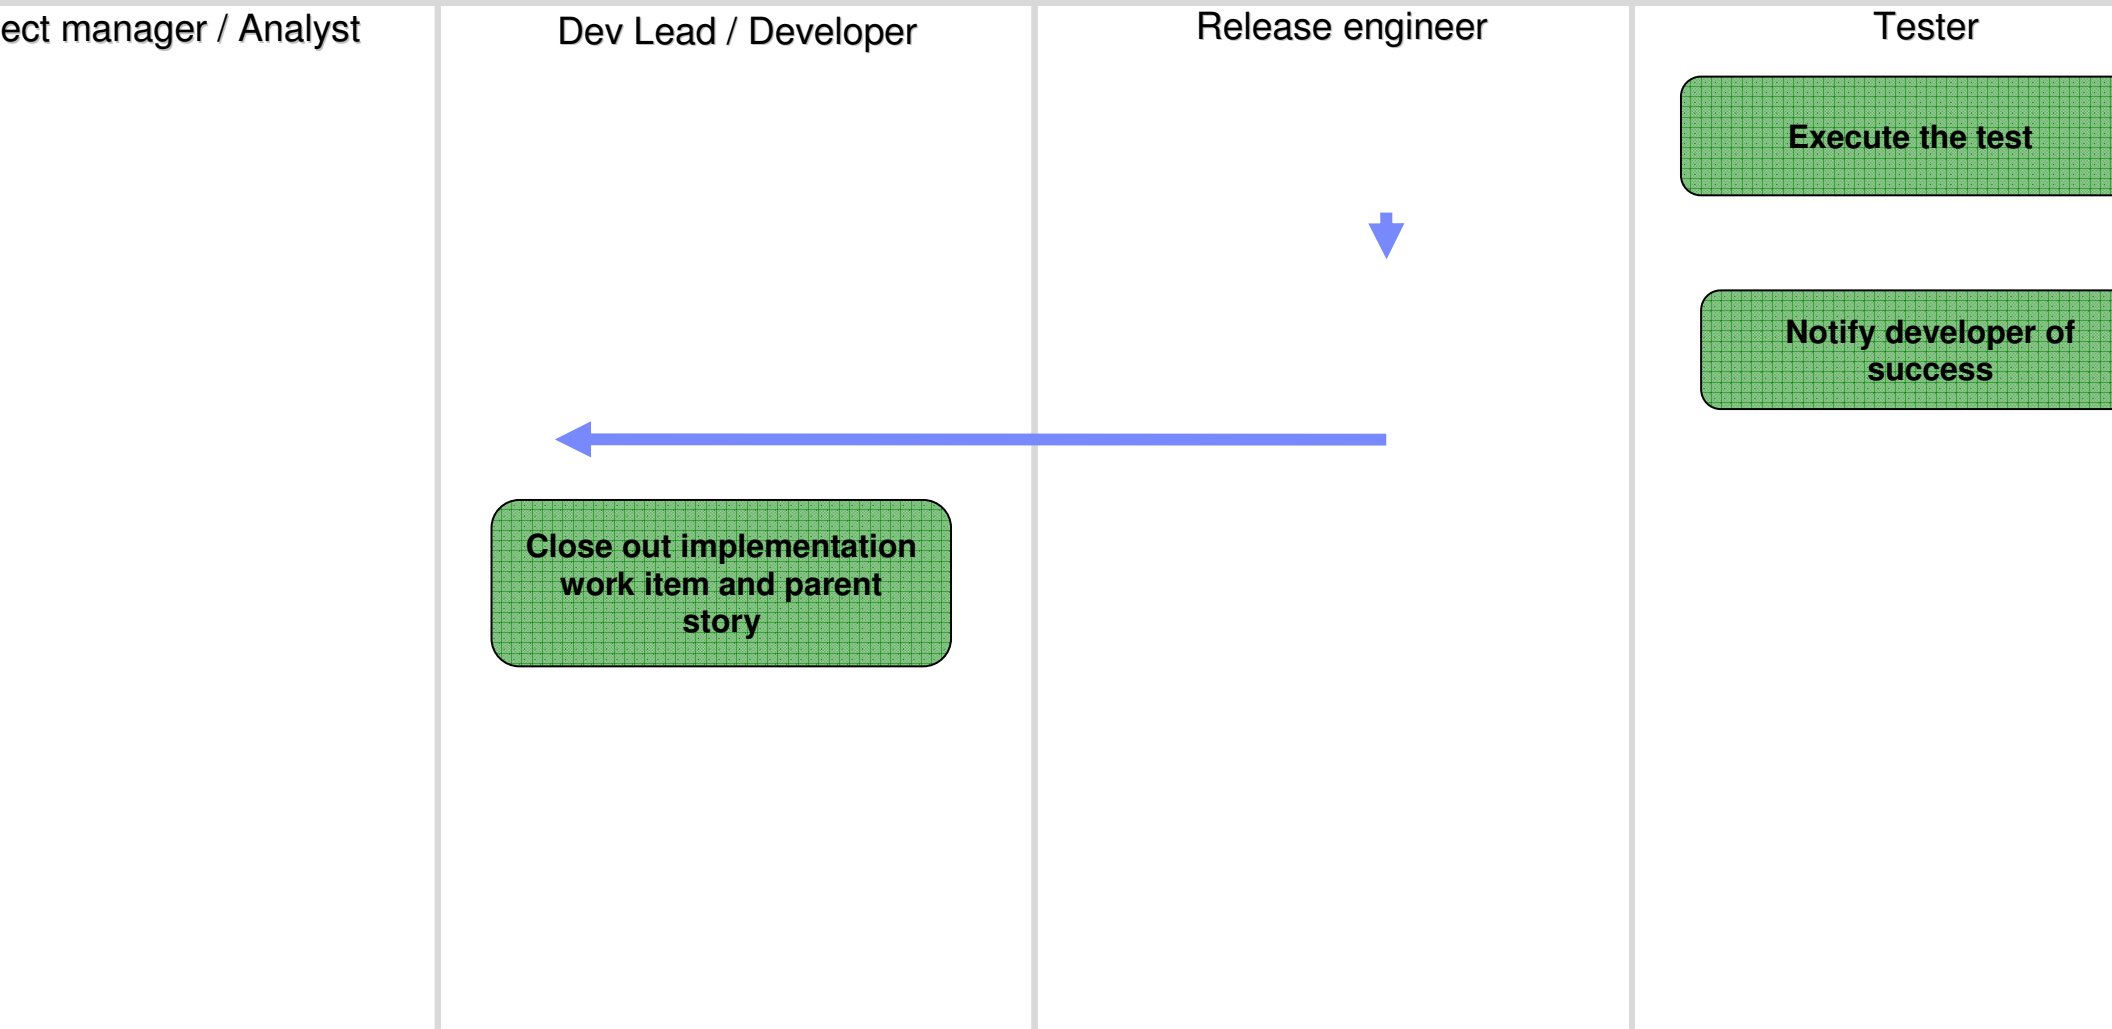 ect manager / Analyst
Dev Lead / Developer
Release engineer
Tester
Execute the test
Notify developer of
success
Close out implementation
work item and parent
story